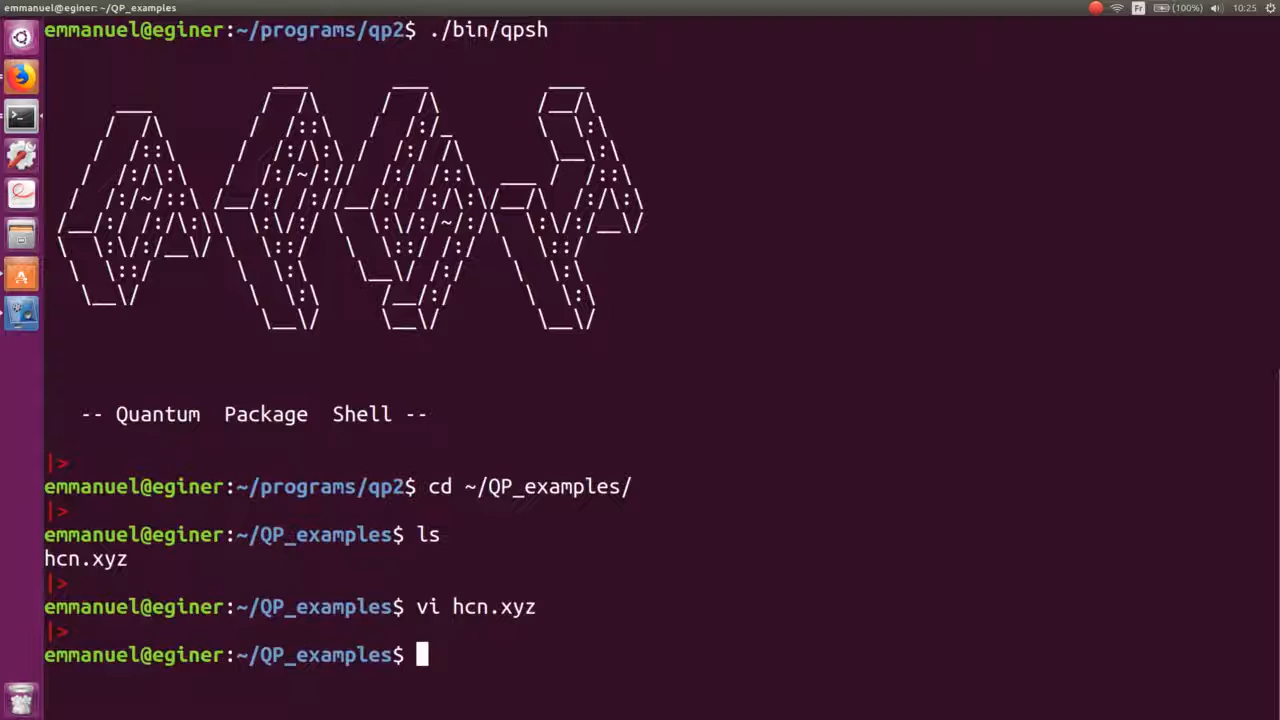 emmanuel@eginer: ~/QP_examples
Fr
(100%)
10:25
emmanuel@eginer:~/programs/qp2$ ./bin/qpsh
-- Quantum Package Shell --
|>
emmanuel@eginer:~/programs/qp2$ cd ~/QP_examples/
|>
emmanuel@eginer:~/QP_examples$ ls
hcn.xyz
|>
emmanuel@eginer:~/QP_examples$ vi hcn.xyz
|>
emmanuel@eginer:~/QP_examples$